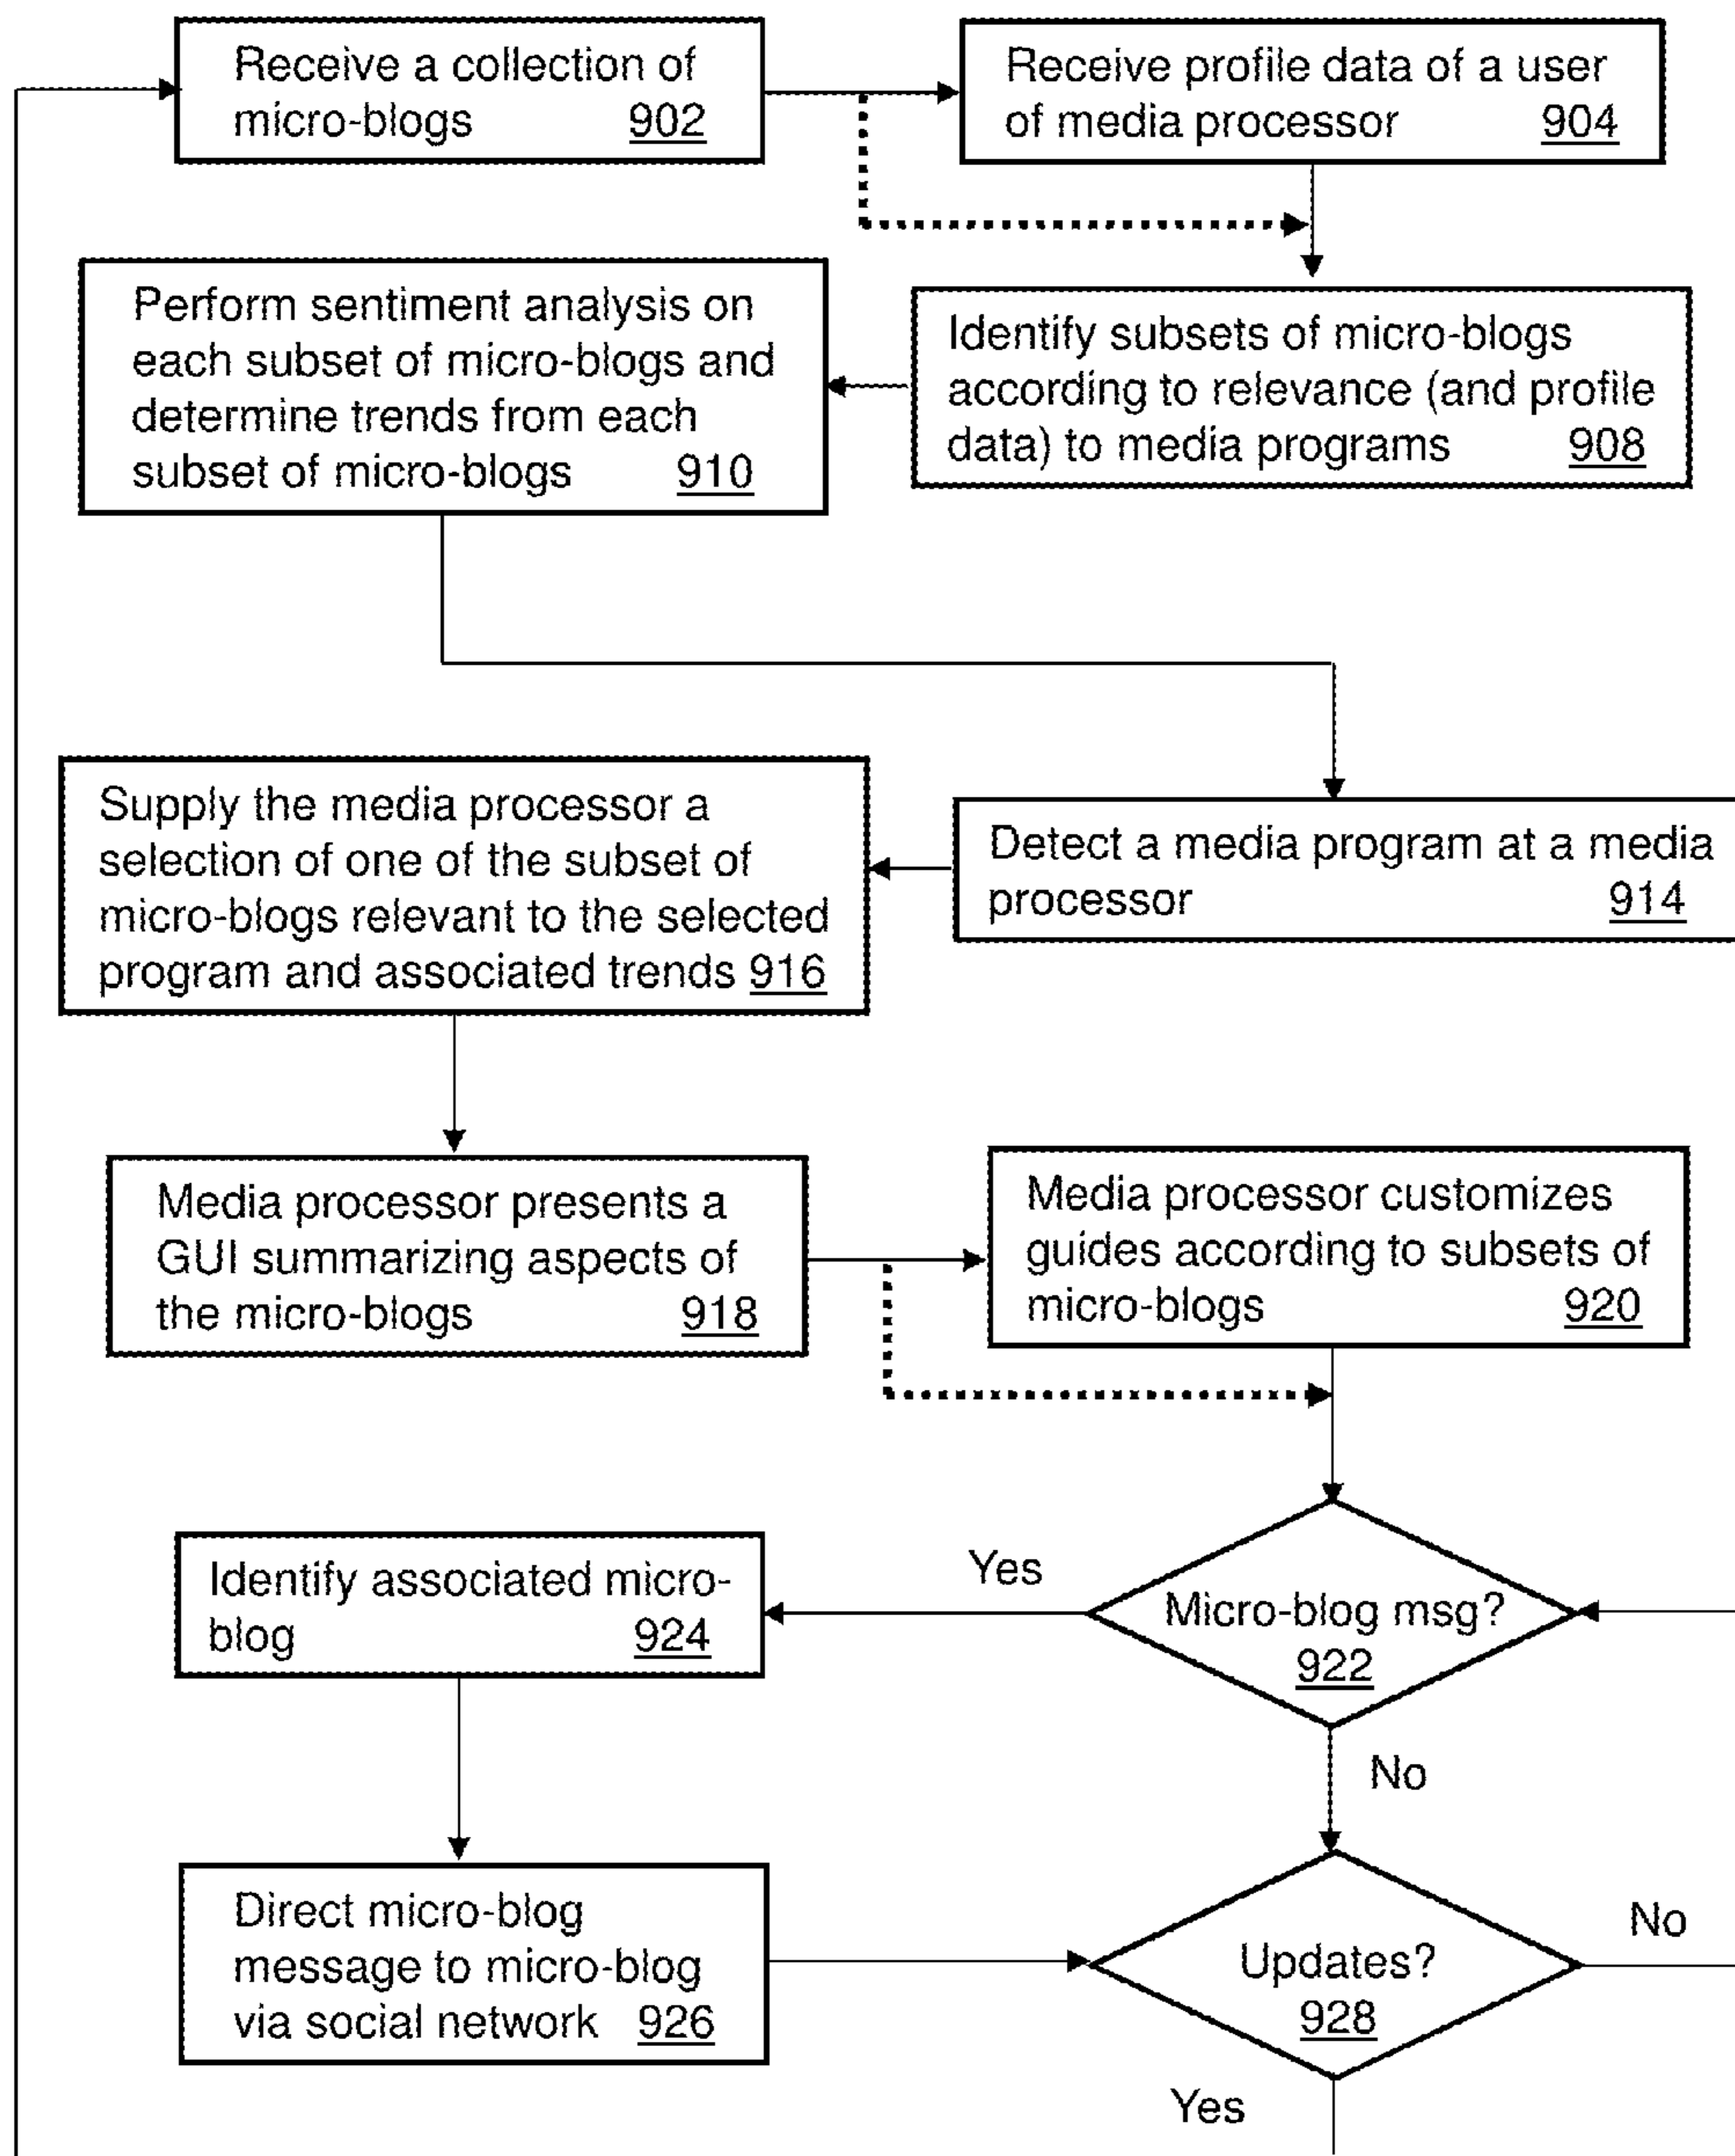 Receive a collection of
micro-blogs 902
Receive profile data of a user
of media processor 904
Perform sentiment analysis on
each subset of micro-blogs and
determine trends from each
subset of micro-blogs 910
Identify subsets of micro-blogs
according to relevance (and profile
data) to media programs 908
Supply the media processor a
selection of one of the subset of
micro-blogs relevant to the selected
program and associated trends 916
Detect a media program at a media
processor 914
Media processor presents a
GUI summarizing aspects of
the micro-blogs 918
Media processor customizes
guides according to subsets of
micro-blogs 920
Identify associated micro-
blog 924
Yes
Micro-blog msg?
922
No
Direct micro-blog
message to micro-blog
via social network 926
Updates?
928
No
Yes